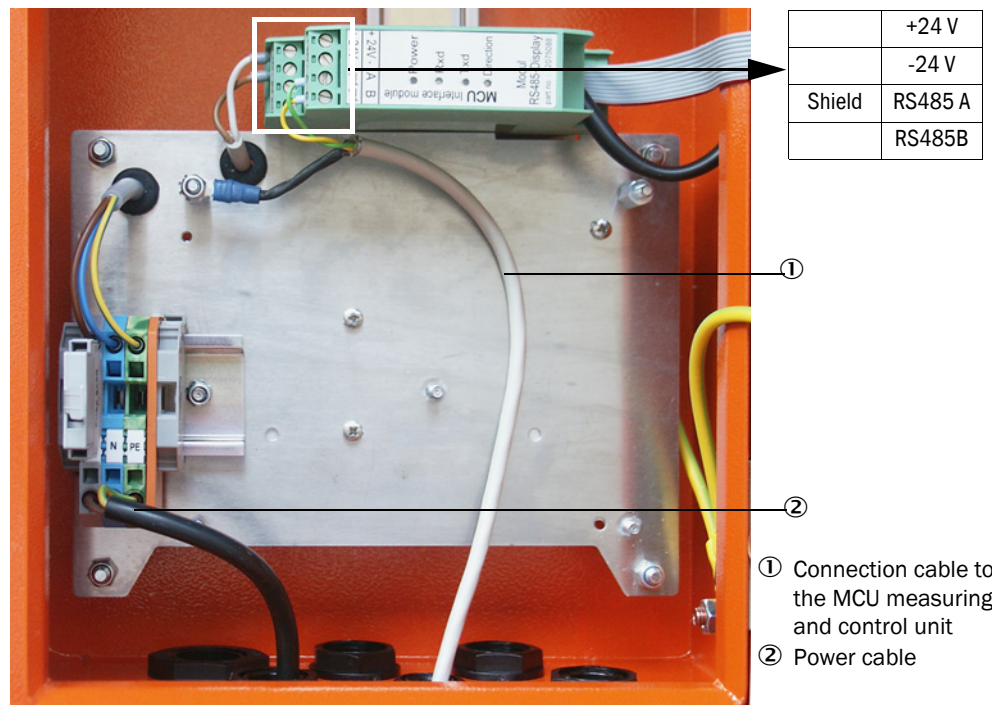 +24 V
-24 V
Shield RS485 A
RS485B
+24V- A B
Power
Rxd
Txd
Direction
MCU interface module
Modul
RS485-Display
①
N PE
②
① Connection cable to
the MCU measuring
and control unit
② Power cable